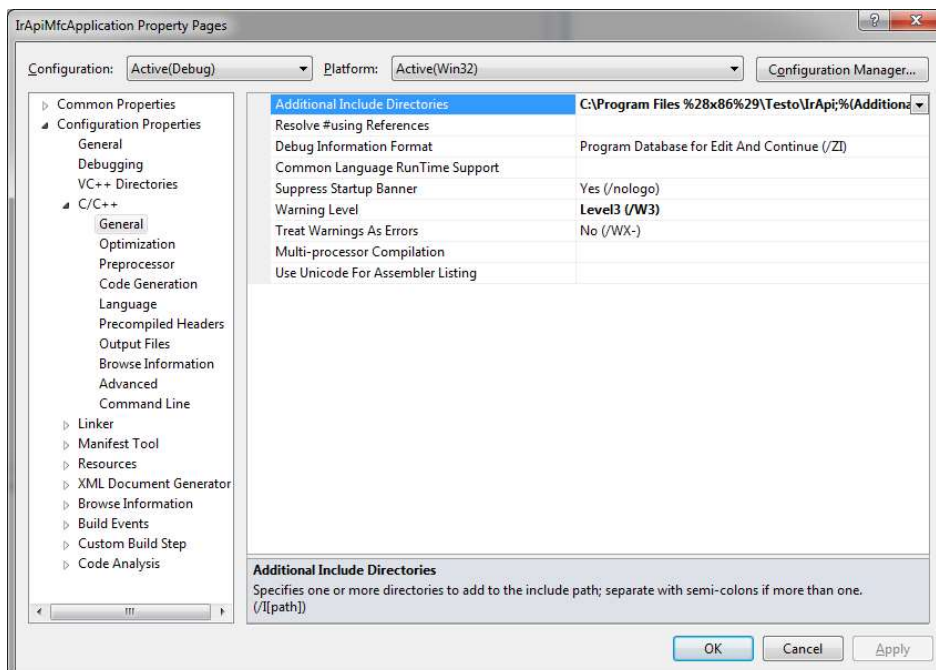 IrApiMfcApplication Property Pages
Configuration: Active(Debug) Platform: Active(Win32) Configuration Manager...
Common Properties
Configuration Properties
General
Debugging
VC++ Directories
C/C++
General
Optimization
Preprocessor
Code Generation
Language
Precompiled Headers
Output Files
Browse Information
Advanced
Command Line
Linker
Manifest Tool
Resources
XML Document Generator
Browse Information
Build Events
Custom Build Step
Code Analysis
Additional Include Directories C:\Program Files %28x86%29\Testo\IrApi;%(Additiona
Resolve #using References
Debug Information Format Program Database for Edit And Continue (/ZI)
Common Language RunTime Support
Suppress Startup Banner Yes (/nologo)
Warning Level Level3 (/W3)
Treat Warnings As Errors No (/WX-)
Multi-processor Compilation
Use Unicode For Assembler Listing
Additional Include Directories
Specifies one or more directories to add to the include path; separate with semi-colons if more than one.
(/I[path])
OK Cancel Apply